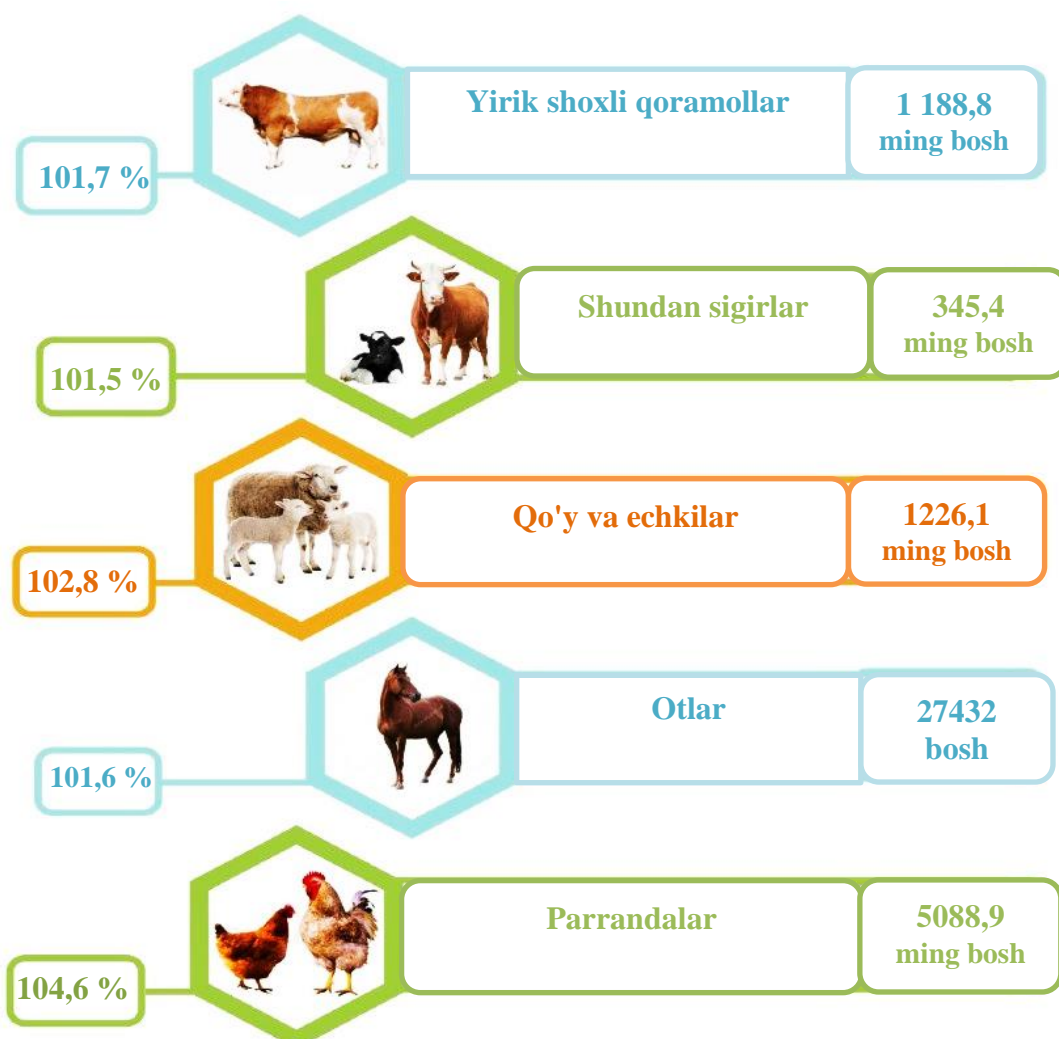 Yirik shoxli qoramollar
1 188,8
ming bosh
101,7 %
Shundan sigirlar
345,4
ming bosh
101,5 %
Qo'y va echkilar
1226,1
ming bosh
102,8 %
Otlar
27432
bosh
101,6 %
Parrandalar
5088,9
ming bosh
104,6 %